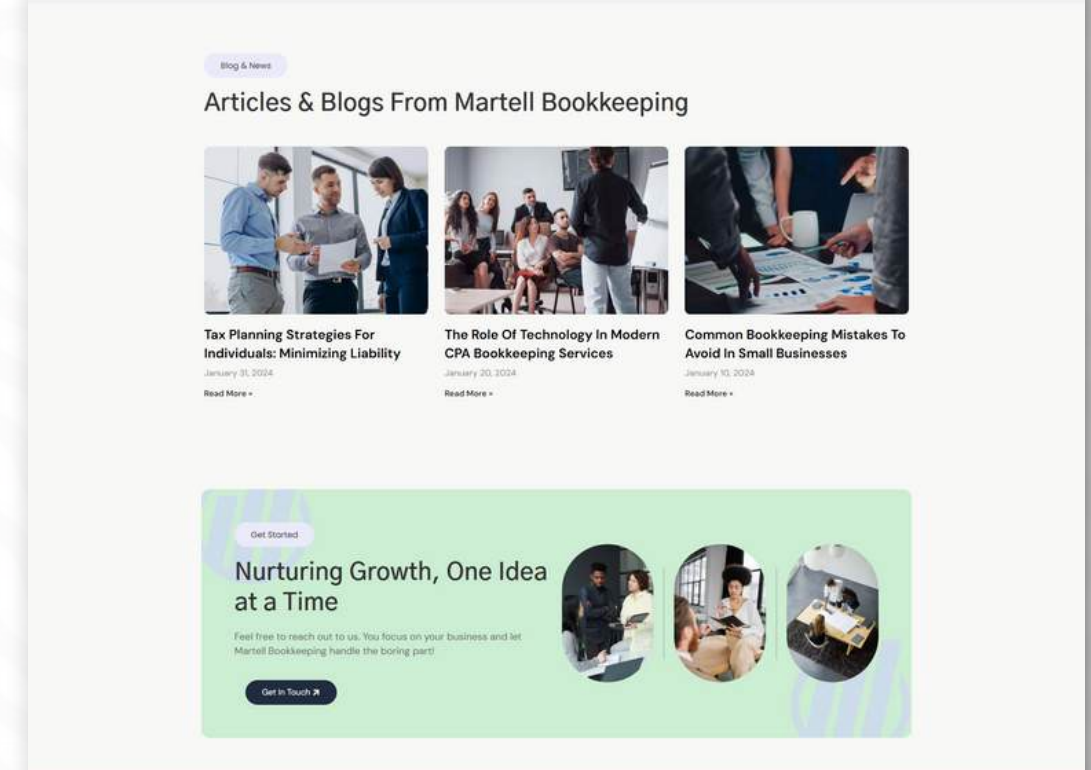 Blog & News
Articles & Blogs From Martell Bookkeeping
Tax Planning Strategies For
Individuals: Minimizing Liability
January 31, 2024
Read More »
The Role Of Technology In Modern
CPA Bookkeeping Services
January 20, 2024
Read More »
Common Bookkeeping Mistakes To
Avoid In Small Businesses
January 10, 2024
Read More »
Get Started
Nurturing Growth, One Idea
at a Time
Feel free to reach out to us. You focus on your business and let
Martell Bookkeeping handle the boring part!
Get In Touch